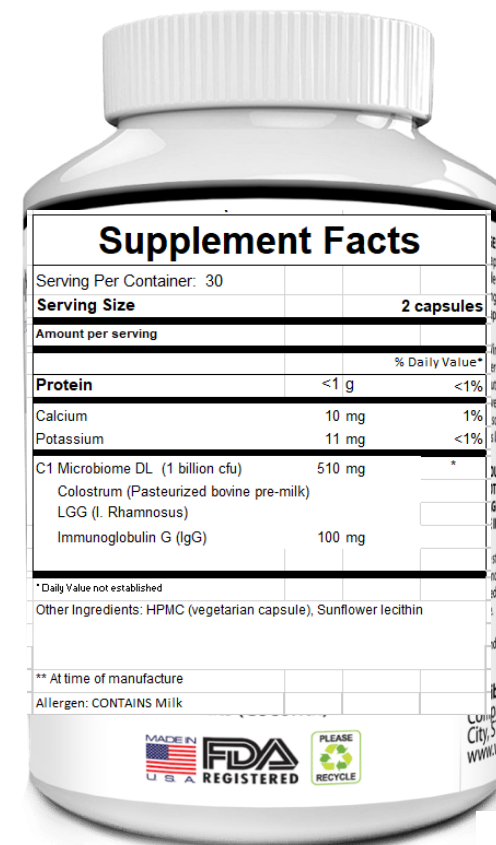 Supplement Facts
Serving Per Container: 30
Serving Size 2 capsules
Amount per serving
% Daily Value*
Protein <1 g <1%
Calcium 10 mg 1%
Potassium 11 mg <1%
C1 Microbiome DL (1 billion cfu) 510 mg *
Colostrum (Pasteurized bovine pre-milk)
LGG (l. Rhamnosus)
Immunoglobulin G (IgG) 100 mg
* Daily Value not established
Other Ingredients: HPMC (vegetarian capsule), Sunflower lecithin
** At time of manufacture
Allergen: CONTAINS Milk
MADE IN
U S A
FDA
REGISTERED
PLEASE
RECYCLE
City, S
www.